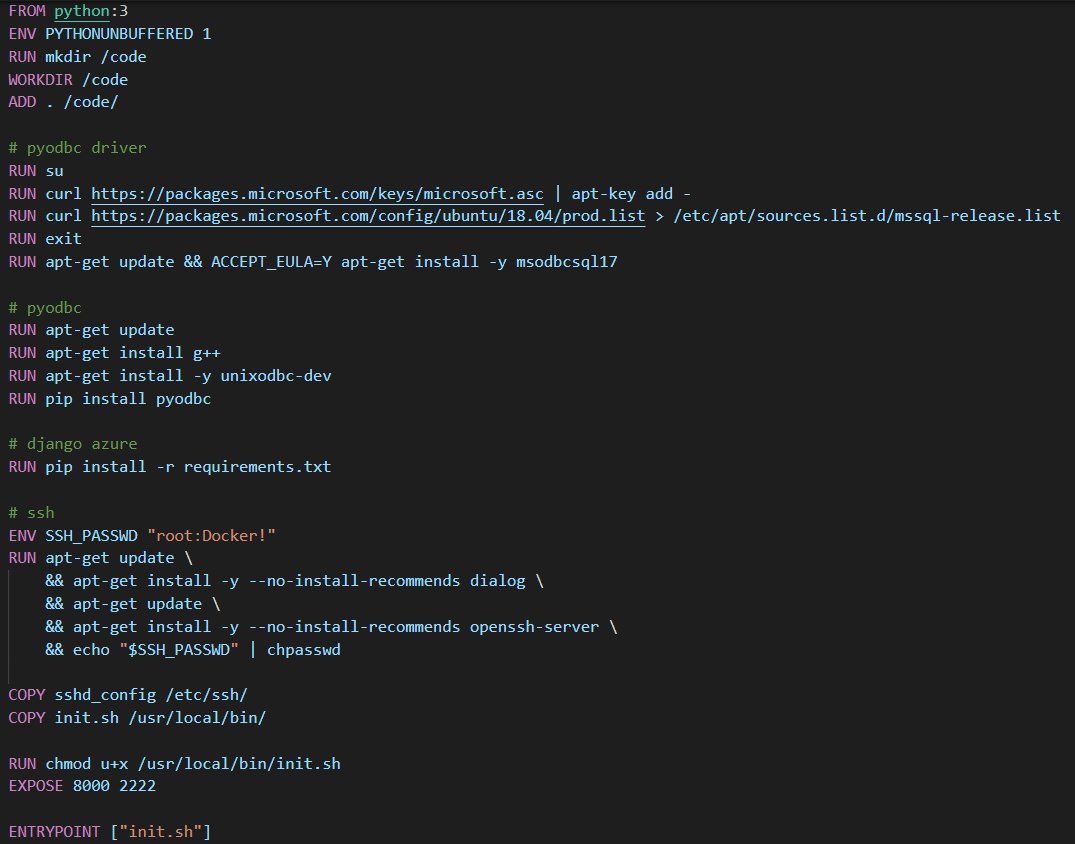 FROM python:3
ENV PYTHONUNBUFFERED 1
RUN mkdir /code
WORKDIR /code
ADD . /code/

# pyodbc driver
RUN su
RUN curl https://packages.microsoft.com/keys/microsoft.asc | apt-key add -
RUN curl https://packages.microsoft.com/config/ubuntu/18.04/prod.list > /etc/apt/sources.list.d/mssql-release.list
RUN exit
RUN apt-get update && ACCEPT_EULA=Y apt-get install -y msodbcsql17

# pyodbc
RUN apt-get update
RUN apt-get install g++
RUN apt-get install -y unixodbc-dev
RUN pip install pyodbc

# django azure
RUN pip install -r requirements.txt

# ssh
ENV SSH_PASSWD "root:Docker!"
RUN apt-get update \
    && apt-get install -y --no-install-recommends dialog \
    && apt-get update \
    && apt-get install -y --no-install-recommends openssh-server \
    && echo "$SSH_PASSWD" | chpasswd

COPY sshd_config /etc/ssh/
COPY init.sh /usr/local/bin/

RUN chmod u+x /usr/local/bin/init.sh
EXPOSE 8000 2222

ENTRYPOINT ["init.sh"]